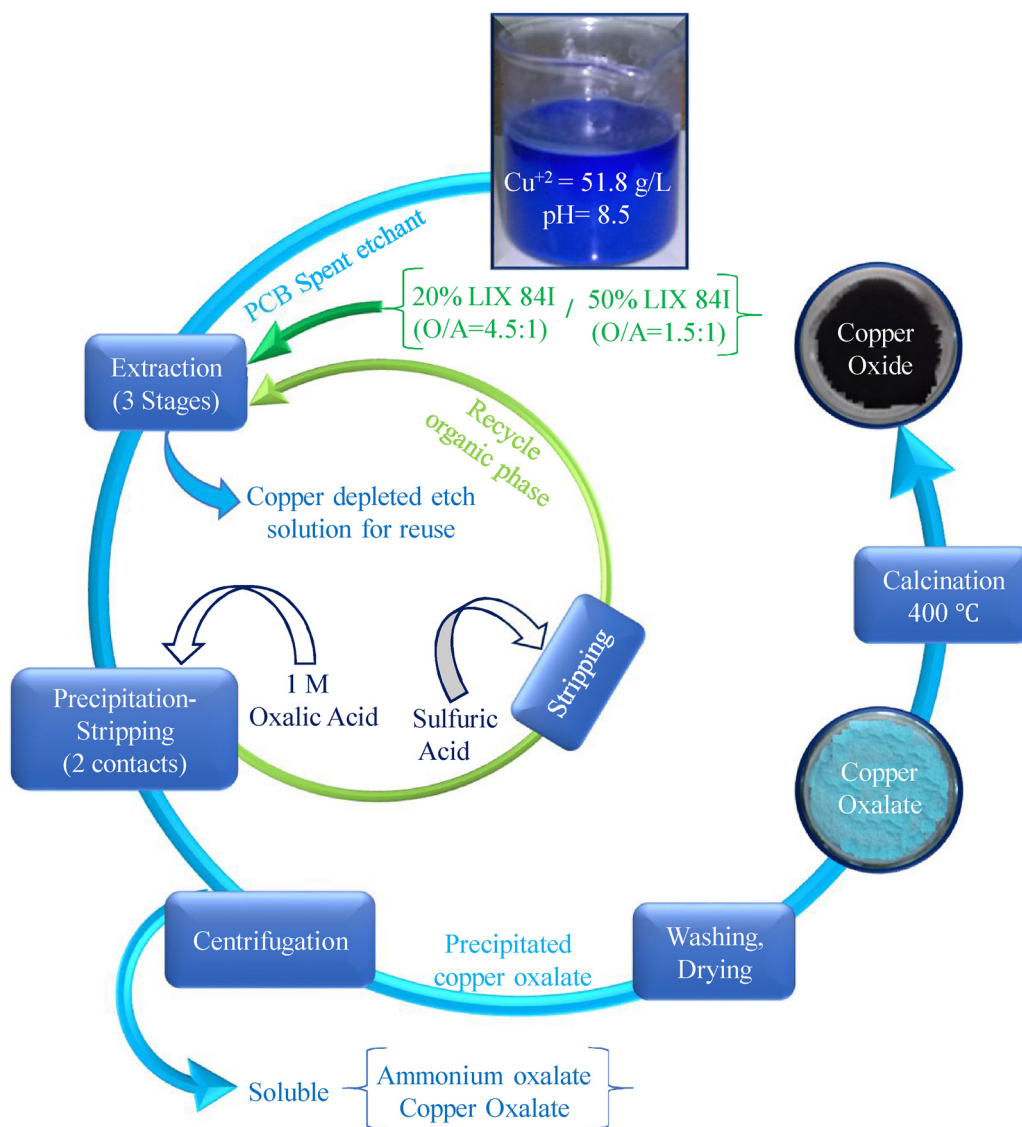 Cu+2 = 51.8 g/L
pH= 8.5
PCB Spent etchant
20% LIX 84I
(O/A=4.5:1)
/
50% LIX 84I
(O/A=1.5:1)
Extraction
(3 Stages)
Recycle
organic phase
Copper depleted etch
solution for reuse
Precipitation-
Stripping
(2 contacts)
1 M
Oxalic Acid
Sulfuric
Acid
Stripping
Centrifugation
Soluble
Ammonium oxalate
Copper Oxalate
Precipitated
copper oxalate
Washing,
Drying
Copper
Oxalate
Calcination
400 ℃
Copper
Oxide